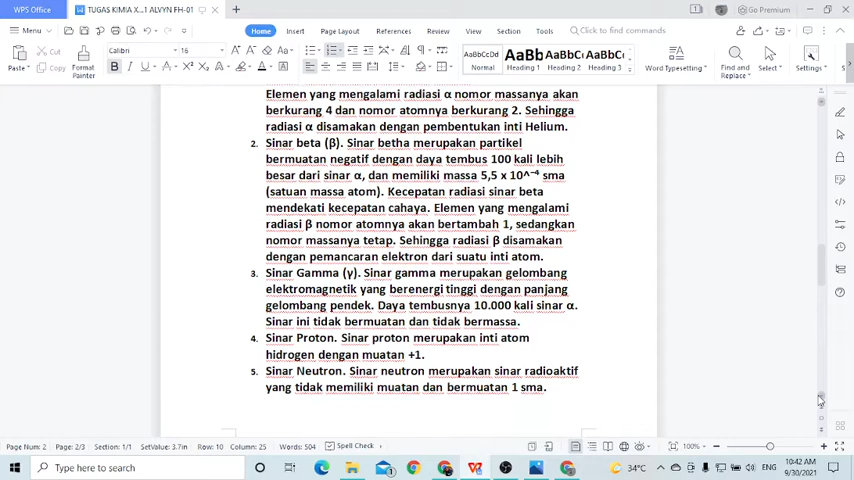 WPS Office
TUGAS KIMIA X...1 ALVYN FH-01
Go Premium
Menu
Home
Insert
Page Layout
References
Review
View
Section
Tools
Click to find commands
Paste
Cut
Copy
Format
Painter
Calibri
16
AaBbCcDd
Normal
AaBb
Heading 1
AaBbC
Heading 2
AaBbC
Heading 3
Word Typesetting
Find and
Replace
Select
Settings
Elemen yang mengalami radiasi α nomor massanya akan
berkurang 4 dan nomor atomnya berkurang 2. Sehingga
radiasi α disamakan dengan pembentukan inti Helium.
2. Sinar beta (β). Sinar betha merupakan partikel
bermuatan negatif dengan daya tembus 100 kali lebih
besar dari sinar α, dan memiliki massa 5,5 x 10^⁻⁴ sma
(satuan massa atom). Kecepatan radiasi sinar beta
mendekati kecepatan cahaya. Elemen yang mengalami
radiasi β nomor atomnya akan bertambah 1, sedangkan
nomor massanya tetap. Sehingga radiasi β disamakan
dengan pemancaran elektron dari suatu inti atom.
3. Sinar Gamma (γ). Sinar gamma merupakan gelombang
elektromagnetik yang berenergi tinggi dengan panjang
gelombang pendek. Daya tembusnya 10.000 kali sinar α.
Sinar ini tidak bermuatan dan tidak bermassa.
4. Sinar Proton. Sinar proton merupakan inti atom
hidrogen dengan muatan +1.
5. Sinar Neutron. Sinar neutron merupakan sinar radioaktif
yang tidak memiliki muatan dan bermuatan 1 sma.
Page Num: 2
Page: 2/3
Section: 1/1
SetValue: 3.7in
Row: 10
Column: 25
Words: 504
Spell Check
100%
Type here to search
34°C
ENG
10:42 AM
9/30/2021